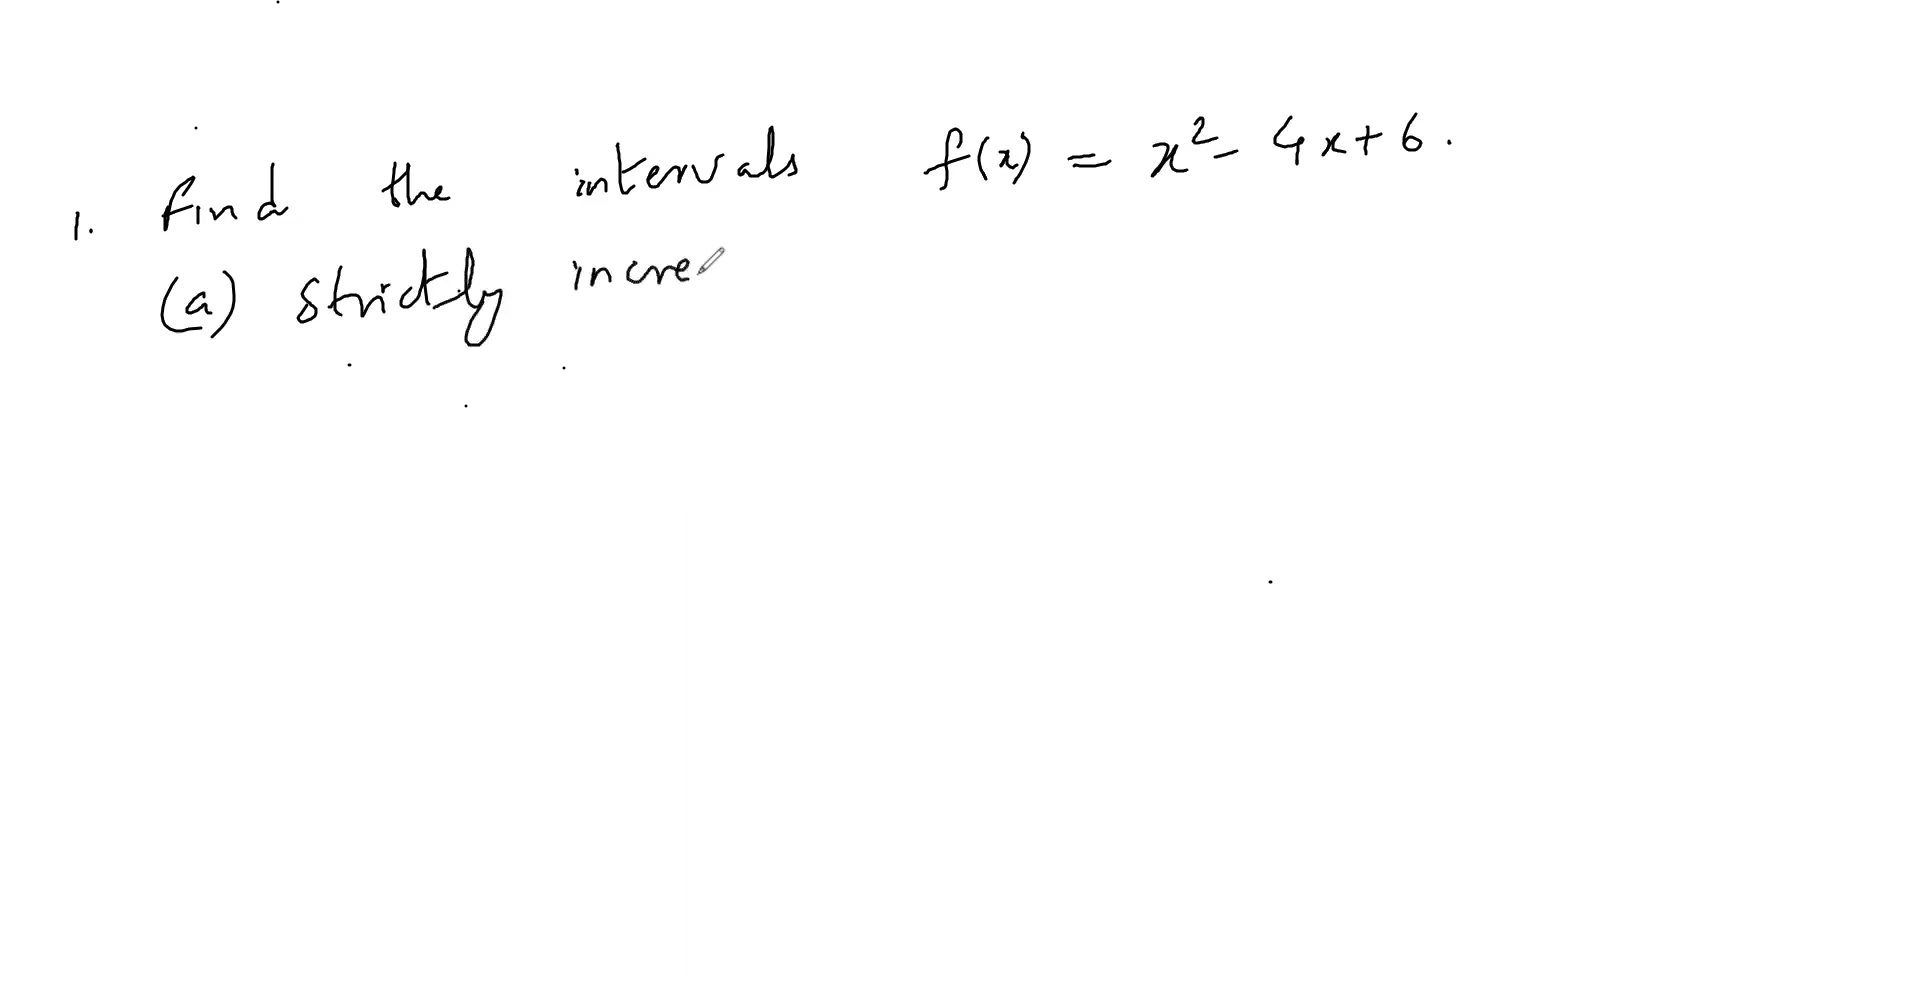 1. Find the intervals f(x) = x² - 4x + 6.
(a) strictly incre